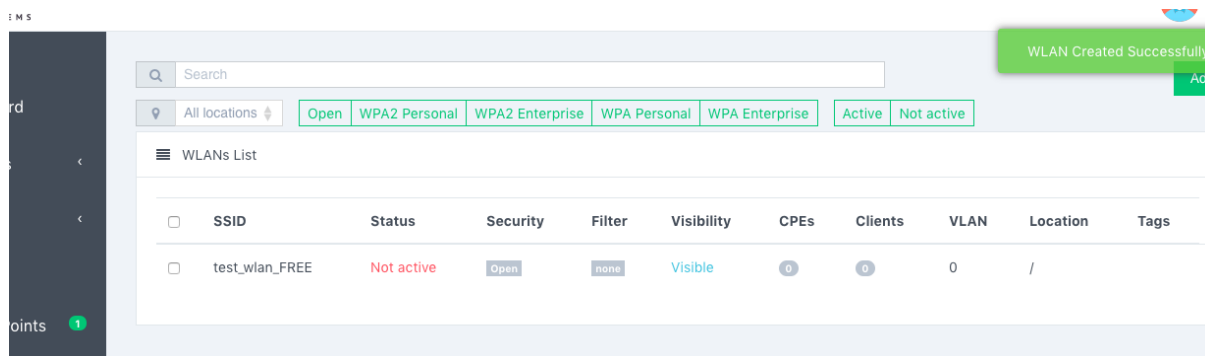 EMS
WLAN Created Successfully
Search
Ad
rd
All locations
Open WPA2 Personal WPA2 Enterprise WPA Personal WPA Enterprise Active Not active
s
WLANs List
SSID Status Security Filter Visibility CPEs Clients VLAN Location Tags
test_wlan_FREE Not active Open none Visible 0 0 0 /
oints 1